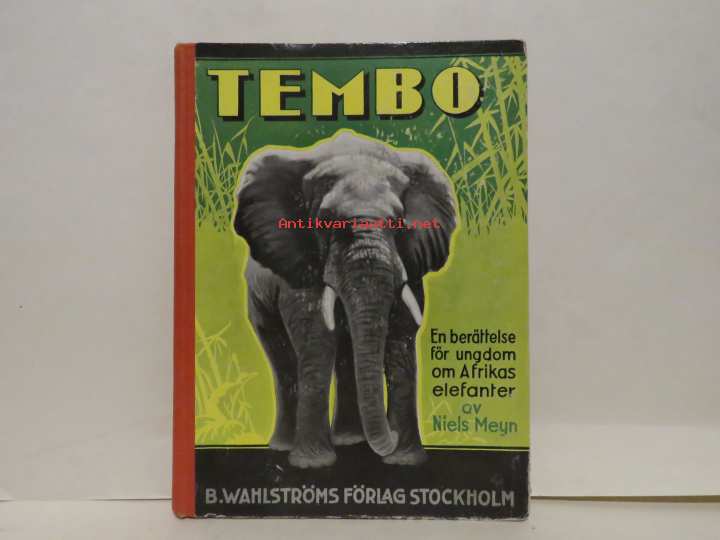 TEMBO
Antikvariaatti.net
En berättelse
för ungdom
om Afrikas
elefanter
av
Niels Meyn
B. WAHLSTRÖMS FÖRLAG STOCKHOLM